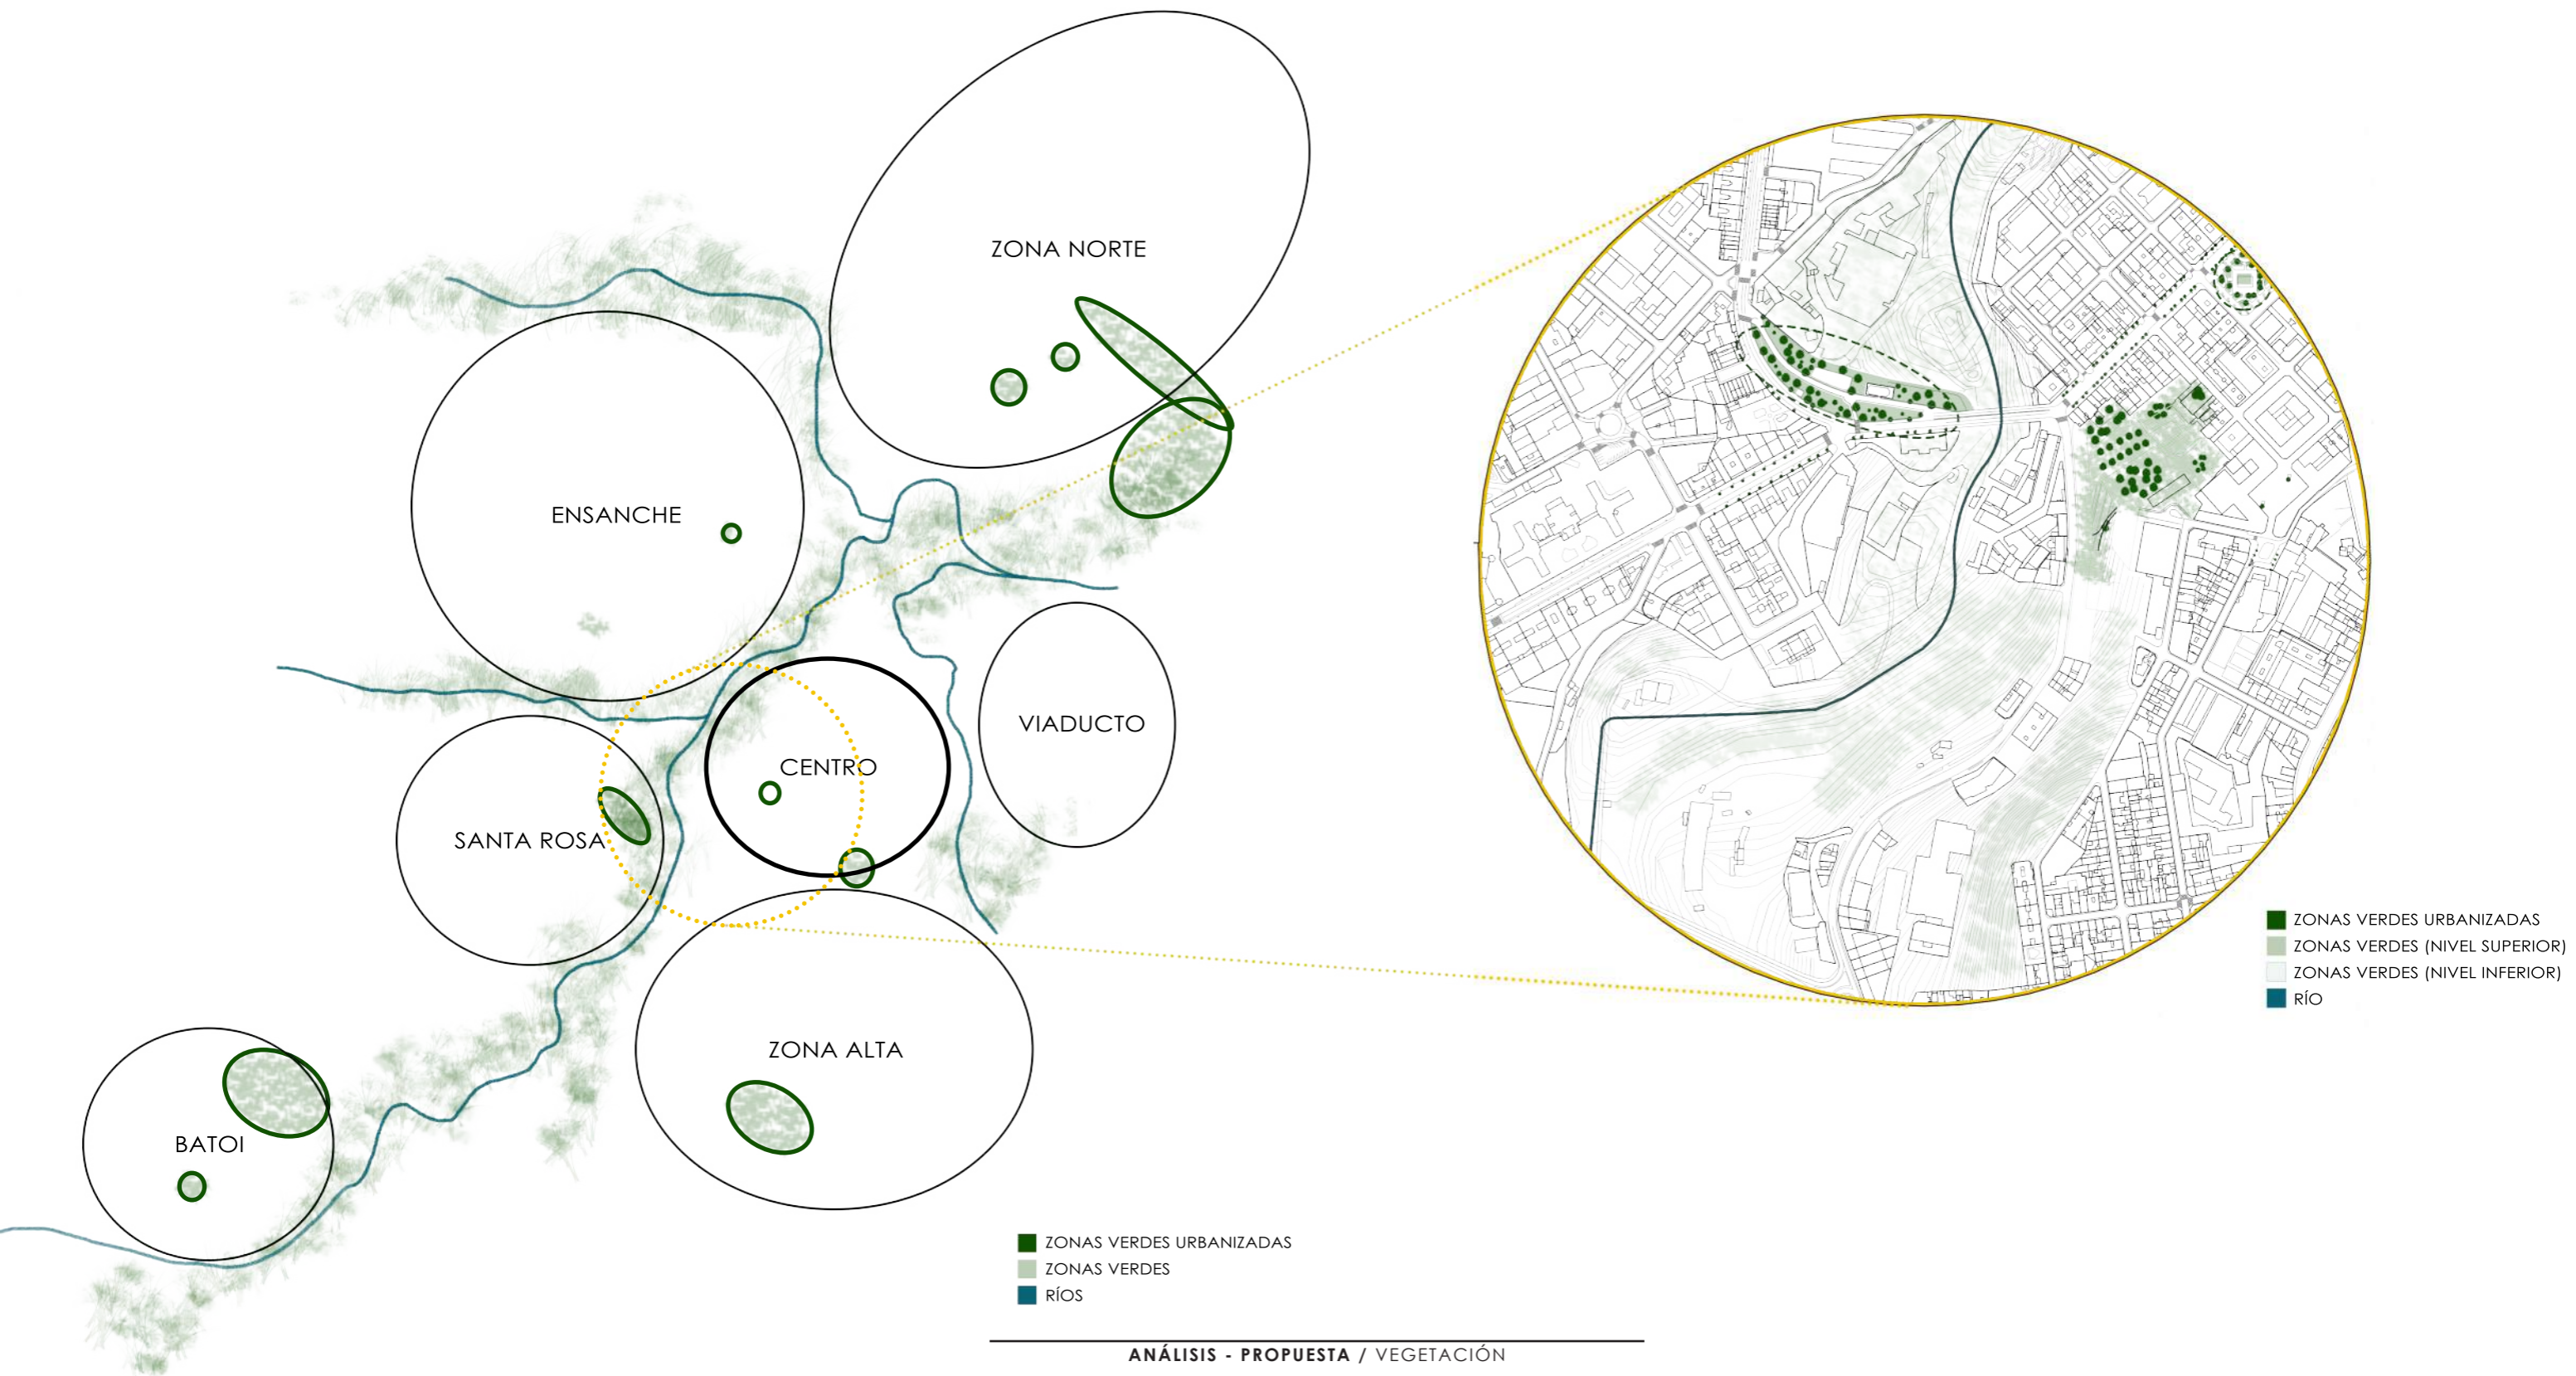 ZONA NORTE
ENSANCHE
VIADUCTO
CENTRO
SANTA ROSA
ZONA ALTA
BATOI
ZONAS VERDES URBANIZADAS
ZONAS VERDES (NIVEL SUPERIOR)
ZONAS VERDES (NIVEL INFERIOR)
RÍO
ZONAS VERDES URBANIZADAS
ZONAS VERDES
RÍOS
ANÁLISIS - PROPUESTA / VEGETACIÓN